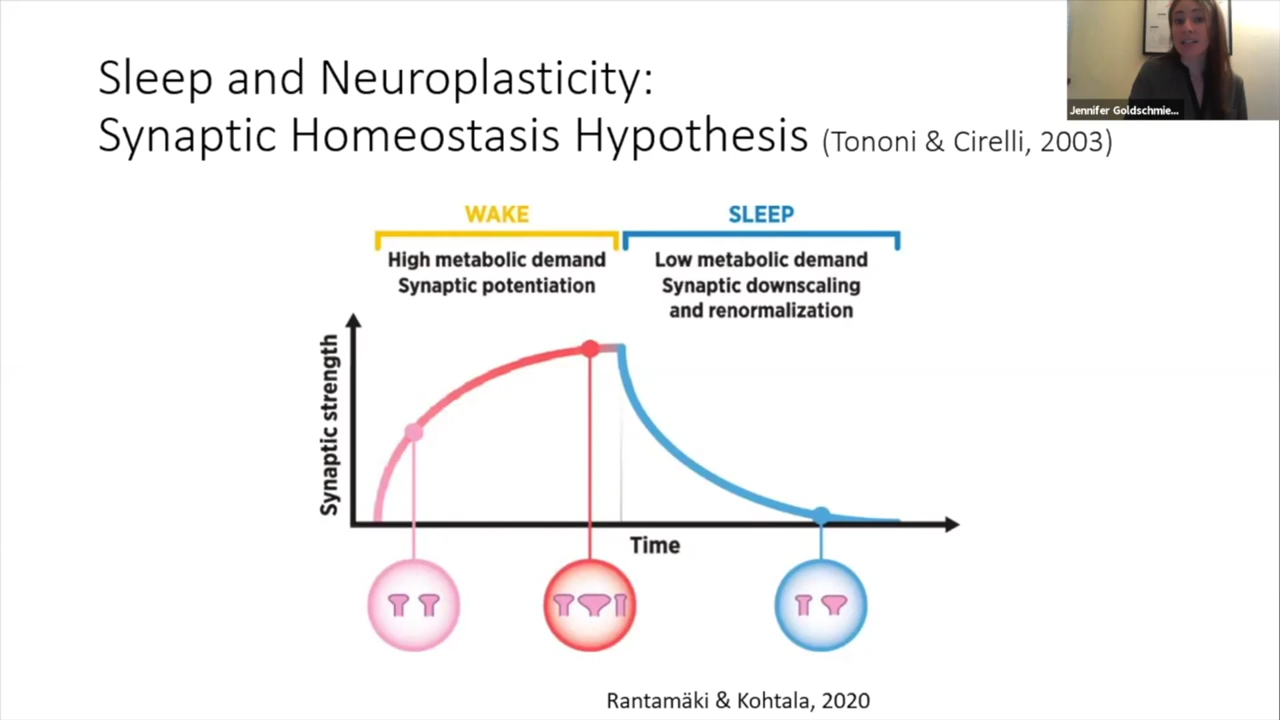 Sleep and Neuroplasticity:
Synaptic Homeostasis Hypothesis (Tononi & Cirelli, 2003)
Jennifer Goldschmie...
WAKE
High metabolic demand
Synaptic potentiation
SLEEP
Low metabolic demand
Synaptic downscaling
and renormalization
Synaptic strength
Time
Rantamäki & Kohtala, 2020